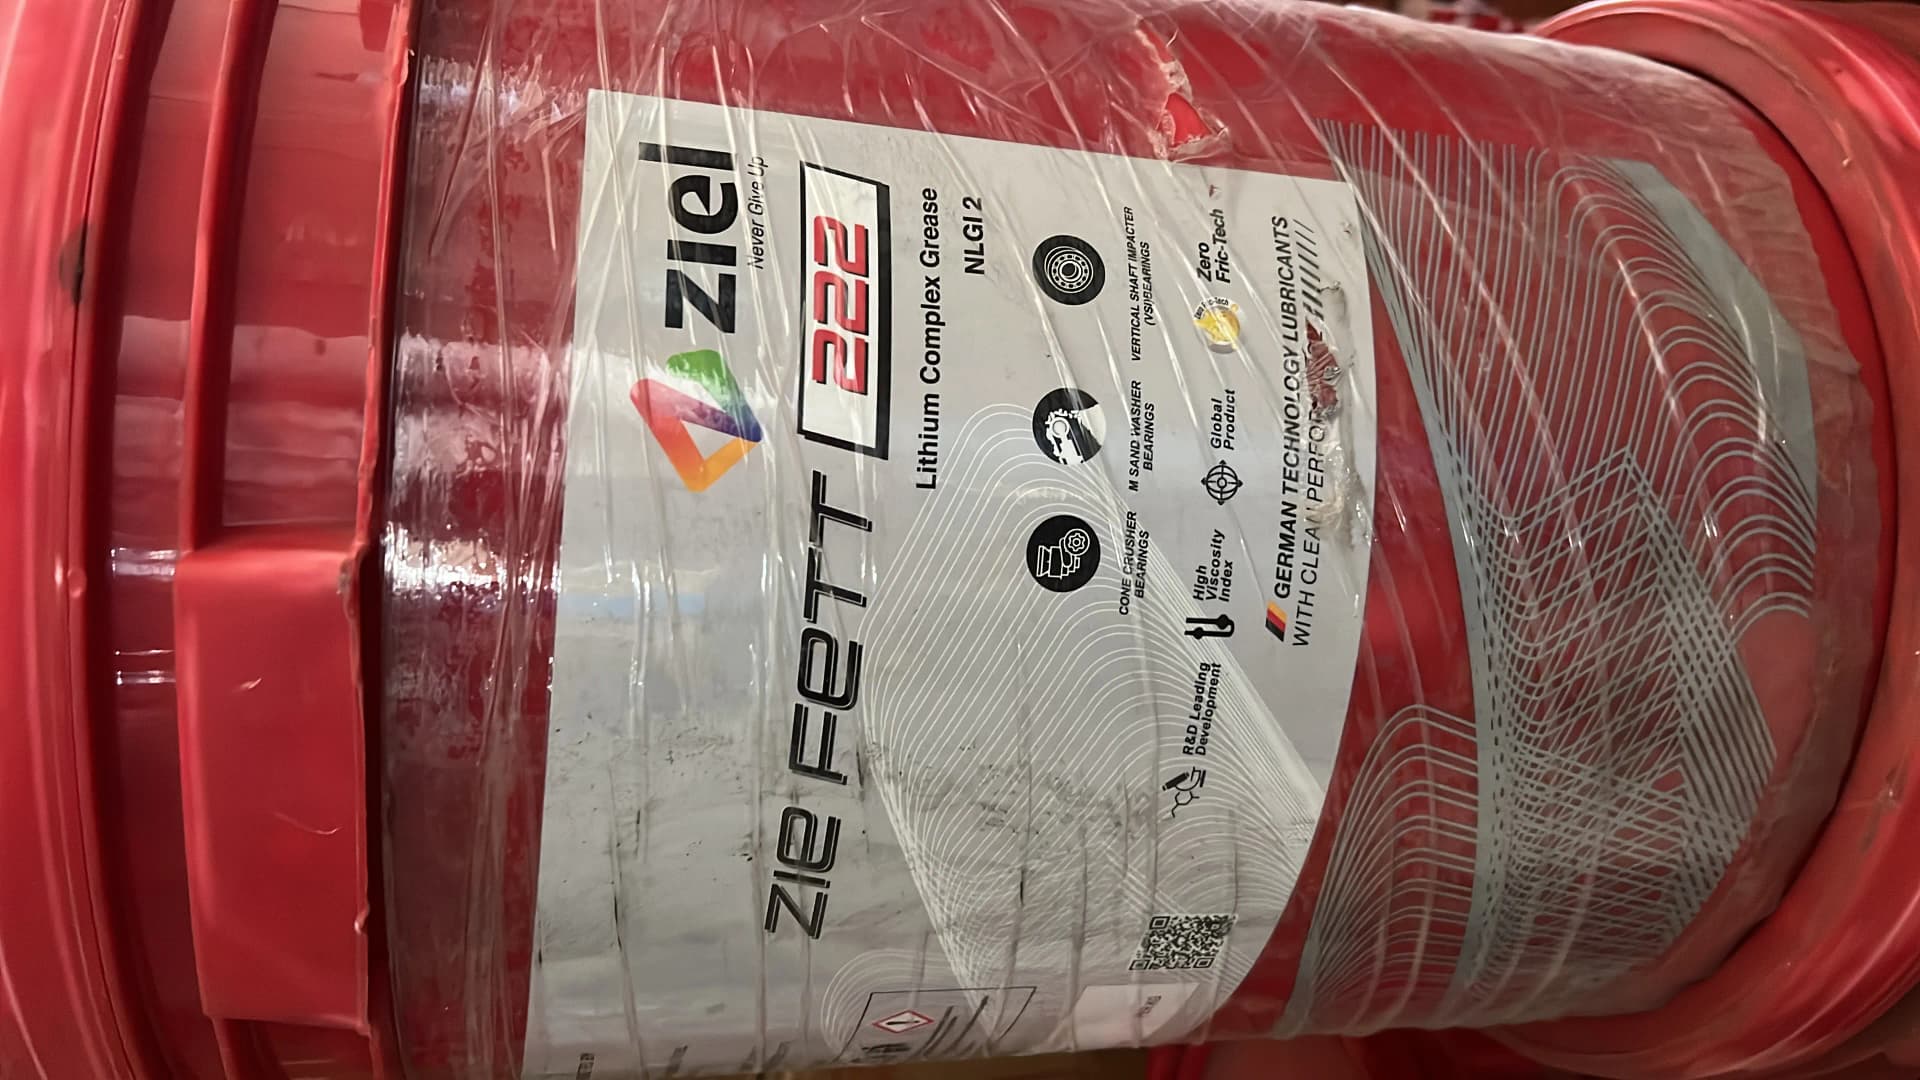 ziel
Never Give Up
zie FETT 222
Lithium Complex Grease
NLGI 2
CONE CRUSHER
BEARINGS
M SAND WASHER
BEARINGS
VERTICAL SHAFT IMPACTER
(VSI)BEARINGS
R&D Leading
Development
High
Viscosity
Index
Global
Product
Zero
Fric-Tech
GERMAN TECHNOLOGY LUBRICANTS
WITH CLEAN